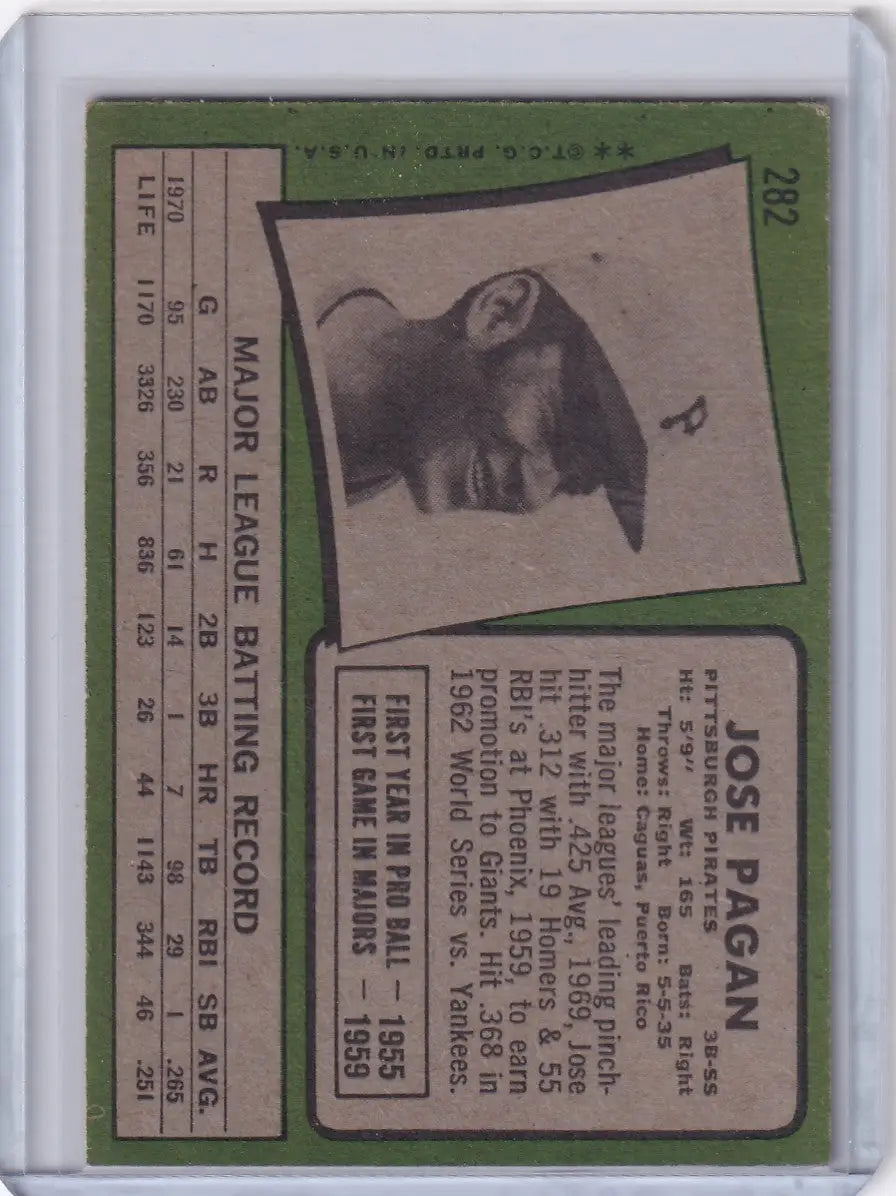 282
** ©T.C.G. PRTD. IN U.S.A.
P
JOSE PAGAN
PITTSBURGH PIRATES 3B-SS
Ht: 5'9" Wt: 165 Bats: Right
Throws: Right Born: 5-5-35
Home: Caguas, Puerto Rico
The major leagues' leading pinch-
hitter with .425 Avg., 1969, Jose
hit .312 with 19 Homers & 55
RBI's at Phoenix, 1959, to earn
promotion to Giants. Hit .368 in
1962 World Series vs. Yankees.
FIRST YEAR IN PRO BALL — 1955
FIRST GAME IN MAJORS — 1959
MAJOR LEAGUE BATTING RECORD
G AB R H 2B 3B HR TB RBI SB AVG.
1970 95 230 21 61 14 1 7 98 29 1 .265
LIFE 1170 3326 356 836 123 26 44 1143 344 46 .251